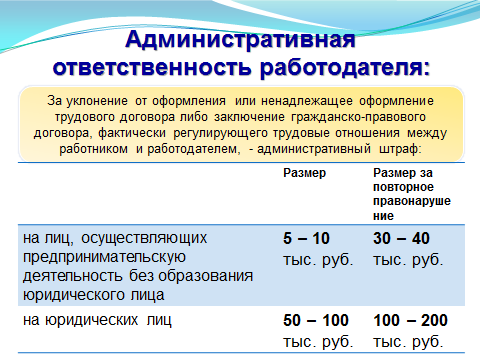 Административная
ответственность работодателя:
За уклонение от оформления или ненадлежащее оформление
трудового договора либо заключение гражданско-правового
договора, фактически регулирующего трудовые отношения между
работником и работодателем, - административный штраф:
Размер
Размер за
повторное
правонаруше
ние
на лиц, осуществляющих
предпринимательскую
деятельность без образования
юридического лица
5 – 10
тыс. руб.
30 – 40
тыс. руб.
на юридических лиц
50 – 100
тыс. руб.
100 – 200
тыс. руб.